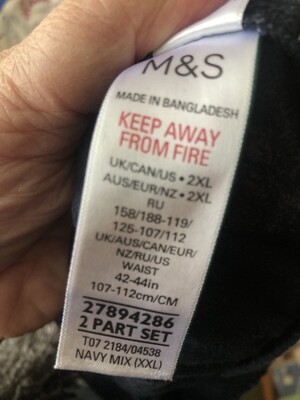 M&S
MADE IN BANGLADESH
KEEP AWAY
FROM FIRE
UK/CAN/US • 2XL
AUS/EUR/NZ • 2XL
RU
158/188-119/
125-107/112
UK/AUS/CAN/EUR/
NZ/RU/US
WAIST
42-44in
107-112cm/CM
27894286
2 PART SET
T07 2184/04538
NAVY MIX (XXL)